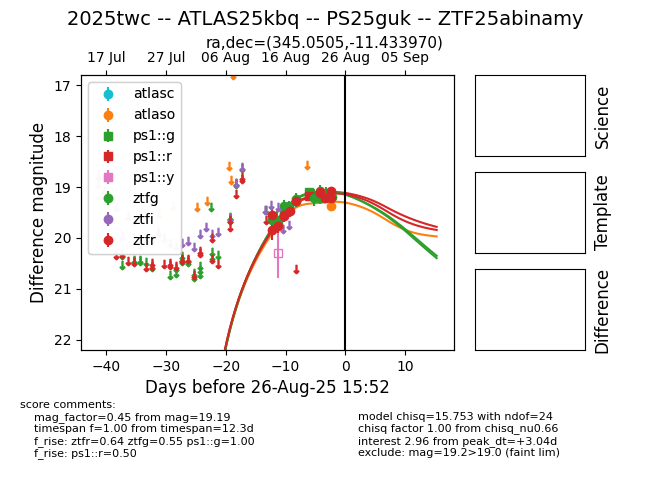 2025twc -- ATLAS25kbq -- PS25guk -- ZTF25abinamy
ra,dec=(345.0505,-11.433970)
17 Jul 27 Jul 06 Aug 16 Aug 26 Aug 05 Sep
Difference magnitude
17
18
19
20
21
22
atlasc
atlaso
ps1::g
ps1::r
ps1::y
ztfg
ztfi
ztfr
−40 −30 −20 −10 0 10
Days before 26-Aug-25 15:52
Science
Template
Difference
score comments:
mag_factor=0.45 from mag=19.19
timespan f=1.00 from timespan=12.3d
f_rise: ztfr=0.64 ztfg=0.55 ps1::g=1.00
f_rise: ps1::r=0.50
model chisq=15.753 with ndof=24
chisq factor 1.00 from chisq_nu0.66
interest 2.96 from peak_dt=+3.04d
exclude: mag=19.2>19.0 (faint lim)